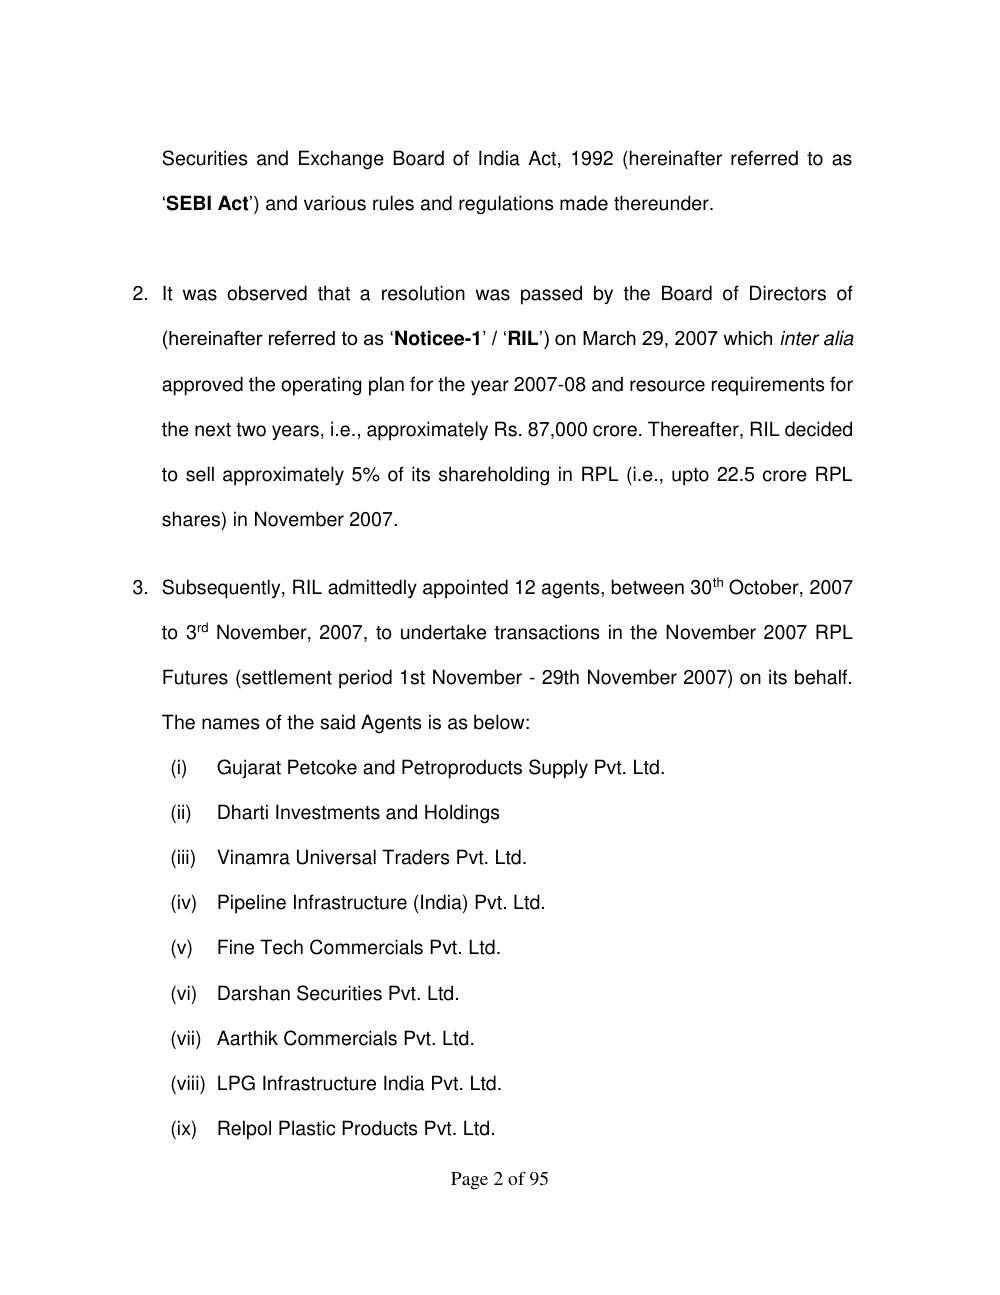 Securities and Exchange Board of India Act, 1992 (hereinafter referred to as
‘SEBI Act’) and various rules and regulations made thereunder.
2. It was observed that a resolution was passed by the Board of Directors of
(hereinafter referred to as ‘Noticee-1’ / ‘RIL’) on March 29, 2007 which inter alia
approved the operating plan for the year 2007-08 and resource requirements for
the next two years, i.e., approximately Rs. 87,000 crore. Thereafter, RIL decided
to sell approximately 5% of its shareholding in RPL (i.e., upto 22.5 crore RPL
shares) in November 2007.
3. Subsequently, RIL admittedly appointed 12 agents, between 30th October, 2007
to 3rd November, 2007, to undertake transactions in the November 2007 RPL
Futures (settlement period 1st November - 29th November 2007) on its behalf.
The names of the said Agents is as below:
(i) Gujarat Petcoke and Petroproducts Supply Pvt. Ltd.
(ii) Dharti Investments and Holdings
(iii) Vinamra Universal Traders Pvt. Ltd.
(iv) Pipeline Infrastructure (India) Pvt. Ltd.
(v) Fine Tech Commercials Pvt. Ltd.
(vi) Darshan Securities Pvt. Ltd.
(vii) Aarthik Commercials Pvt. Ltd.
(viii) LPG Infrastructure India Pvt. Ltd.
(ix) Relpol Plastic Products Pvt. Ltd.
Page 2 of 95